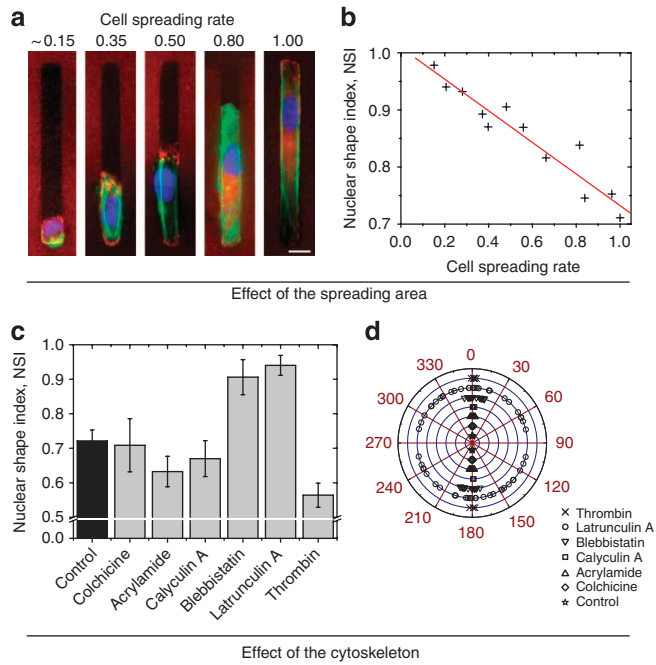 a
Cell spreading rate
~0.15 0.35 0.50 0.80 1.00
b
Nuclear shape index, NSI
1.0
0.9
0.8
0.7
0.0 0.2 0.4 0.6 0.8 1.0
Cell spreading rate
Effect of the spreading area
c
Nuclear shape index, NSI
1.0
0.9
0.8
0.7
0.6
0.5
0.0
Control
Colchicine
Acrylamide
Calyculin A
Blebbistatin
Latrunculin A
Thrombin
d
0
330 30
300 60
270 90
240 120
210 150
180
Thrombin
Latrunculin A
Blebbistatin
Calyculin A
Acrylamide
Colchicine
Control
Effect of the cytoskeleton